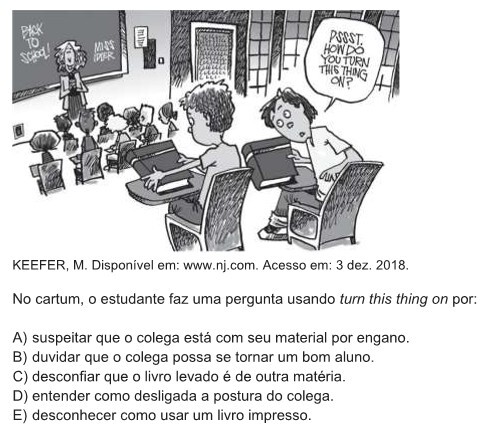 BACK
TO
SCHOOL!
MISS
PSSST,
HOW DO
YOU TURN
THIS THING
ON?
KEEFER, M. Disponível em: www.nj.com. Acesso em: 3 dez. 2018.
No cartum, o estudante faz uma pergunta usando turn this thing on por:
A) suspeitar que o colega está com seu material por engano.
B) duvidar que o colega possa se tornar um bom aluno.
C) desconfiar que o livro levado é de outra matéria.
D) entender como desligada a postura do colega.
E) desconhecer como usar um livro impresso.